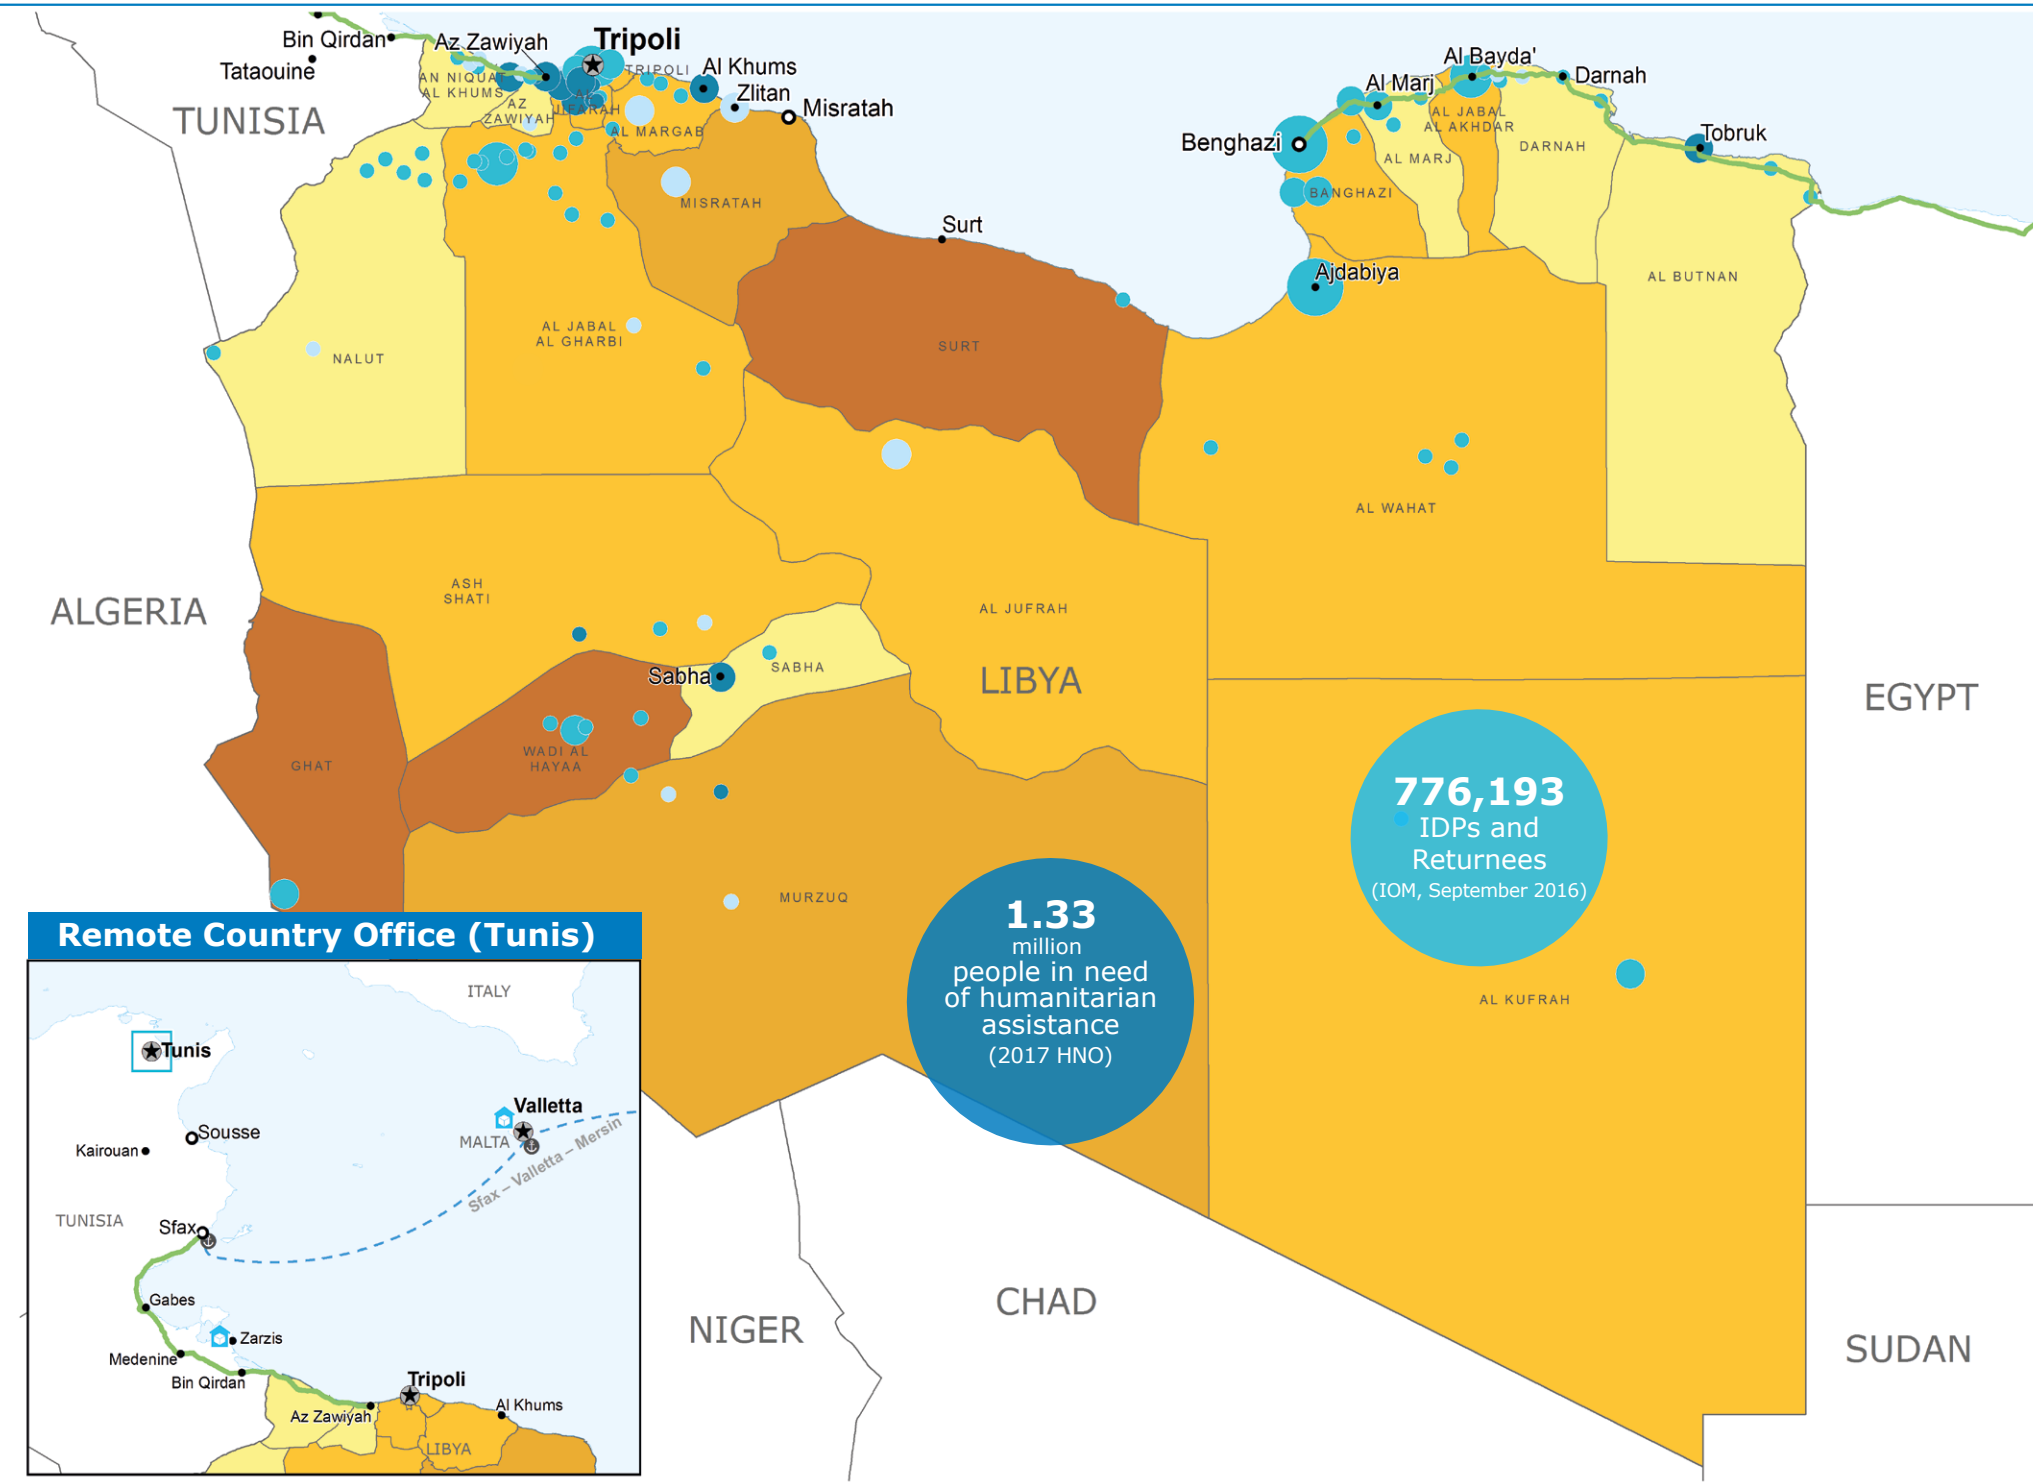 Bin Qirdan
Az Zawiyah
Tripoli
Tataouine
AN NIQUAT
AL KHUMS
TRIPOLI
Al Khums
TUNISIA
AZ
ZAWIYAH
AL
JIFARAH
Zlitan
Misratah
AL MARGAB
MISRATAH
Surt
Al Bayda'
Al Marj
Darnah
AL JABAL
AL AKHDAR
Benghazi
AL MARJ
DARNAH
Tobruk
BANGHAZI
Ajdabiya
AL BUTNAN
NALUT
AL JABAL
AL GHARBI
SURT
AL WAHAT
ALGERIA
ASH
SHATI
AL JUFRAH
Sabha
SABHA
LIBYA
EGYPT
GHAT
WADI AL
HAYAA
MURZUQ
776,193
IDPs and
Returnees
(IOM, September 2016)
1.33
million
people in need
of humanitarian
assistance
(2017 HNO)
AL KUFRAH
NIGER
CHAD
SUDAN
Remote Country Office (Tunis)
ITALY
Tunis
Valletta
MALTA
Sfax – Valletta – Mersin
Sousse
Kairouan
TUNISIA
Sfax
Gabes
Zarzis
Medenine
Bin Qirdan
Tripoli
Az Zawiyah
Al Khums
LIBYA